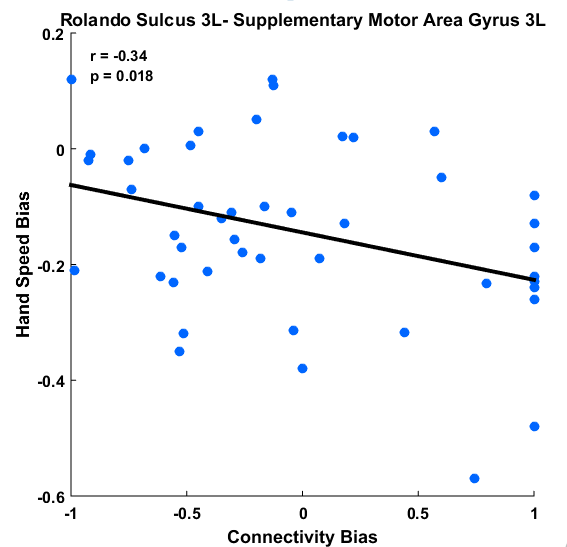 Rolando Sulcus 3L- Supplementary Motor Area Gyrus 3L
r = -0.34
p = 0.018
0.2
0
-0.2
-0.4
-0.6
Hand Speed Bias
-1 -0.5 0 0.5 1
Connectivity Bias